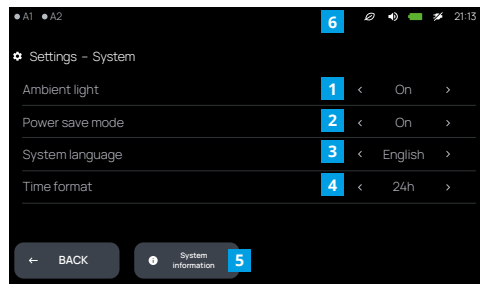 A1 A2 6 21:13
Settings – System
Ambient light 1 < On >
Power save mode 2 < On >
System language 3 < English >
Time format 4 < 24h >
← BACK System
information 5